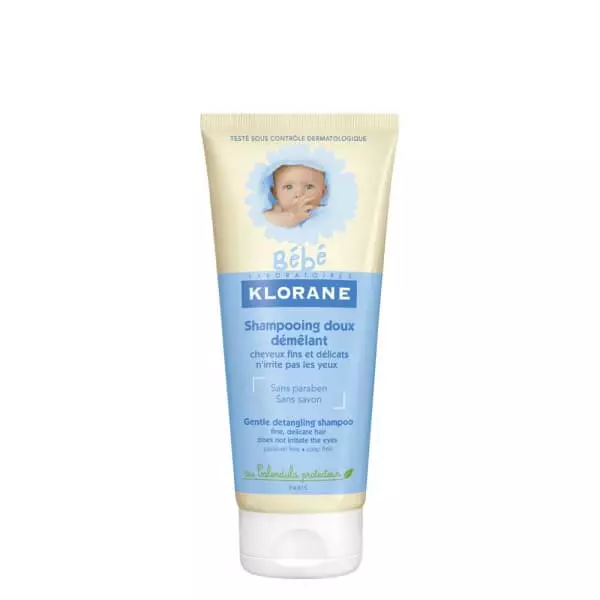 TESTÉ SOUS CONTRÔLE DERMATOLOGIQUE
Bébé
LABORATOIRES
KLORANE
Shampooing doux
démêlant
cheveux fins et délicats
n'irrite pas les yeux
Sans paraben
Sans savon
Gentle detangling shampoo
fine, delicate hair
does not irritate the eyes
paraben free • soap free
au Calendula protecteur
PARIS